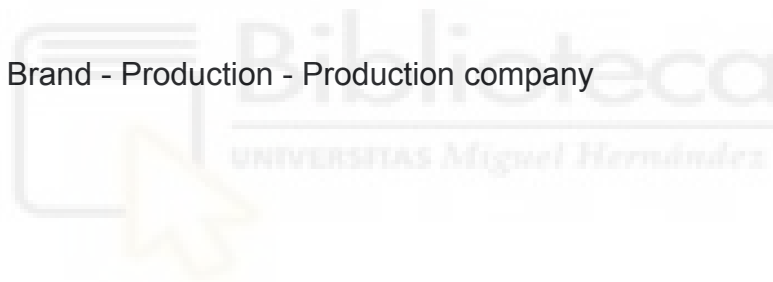 Brand - Production - Production company
Biblioteca
UNIVERSITAS Miguel Hernández